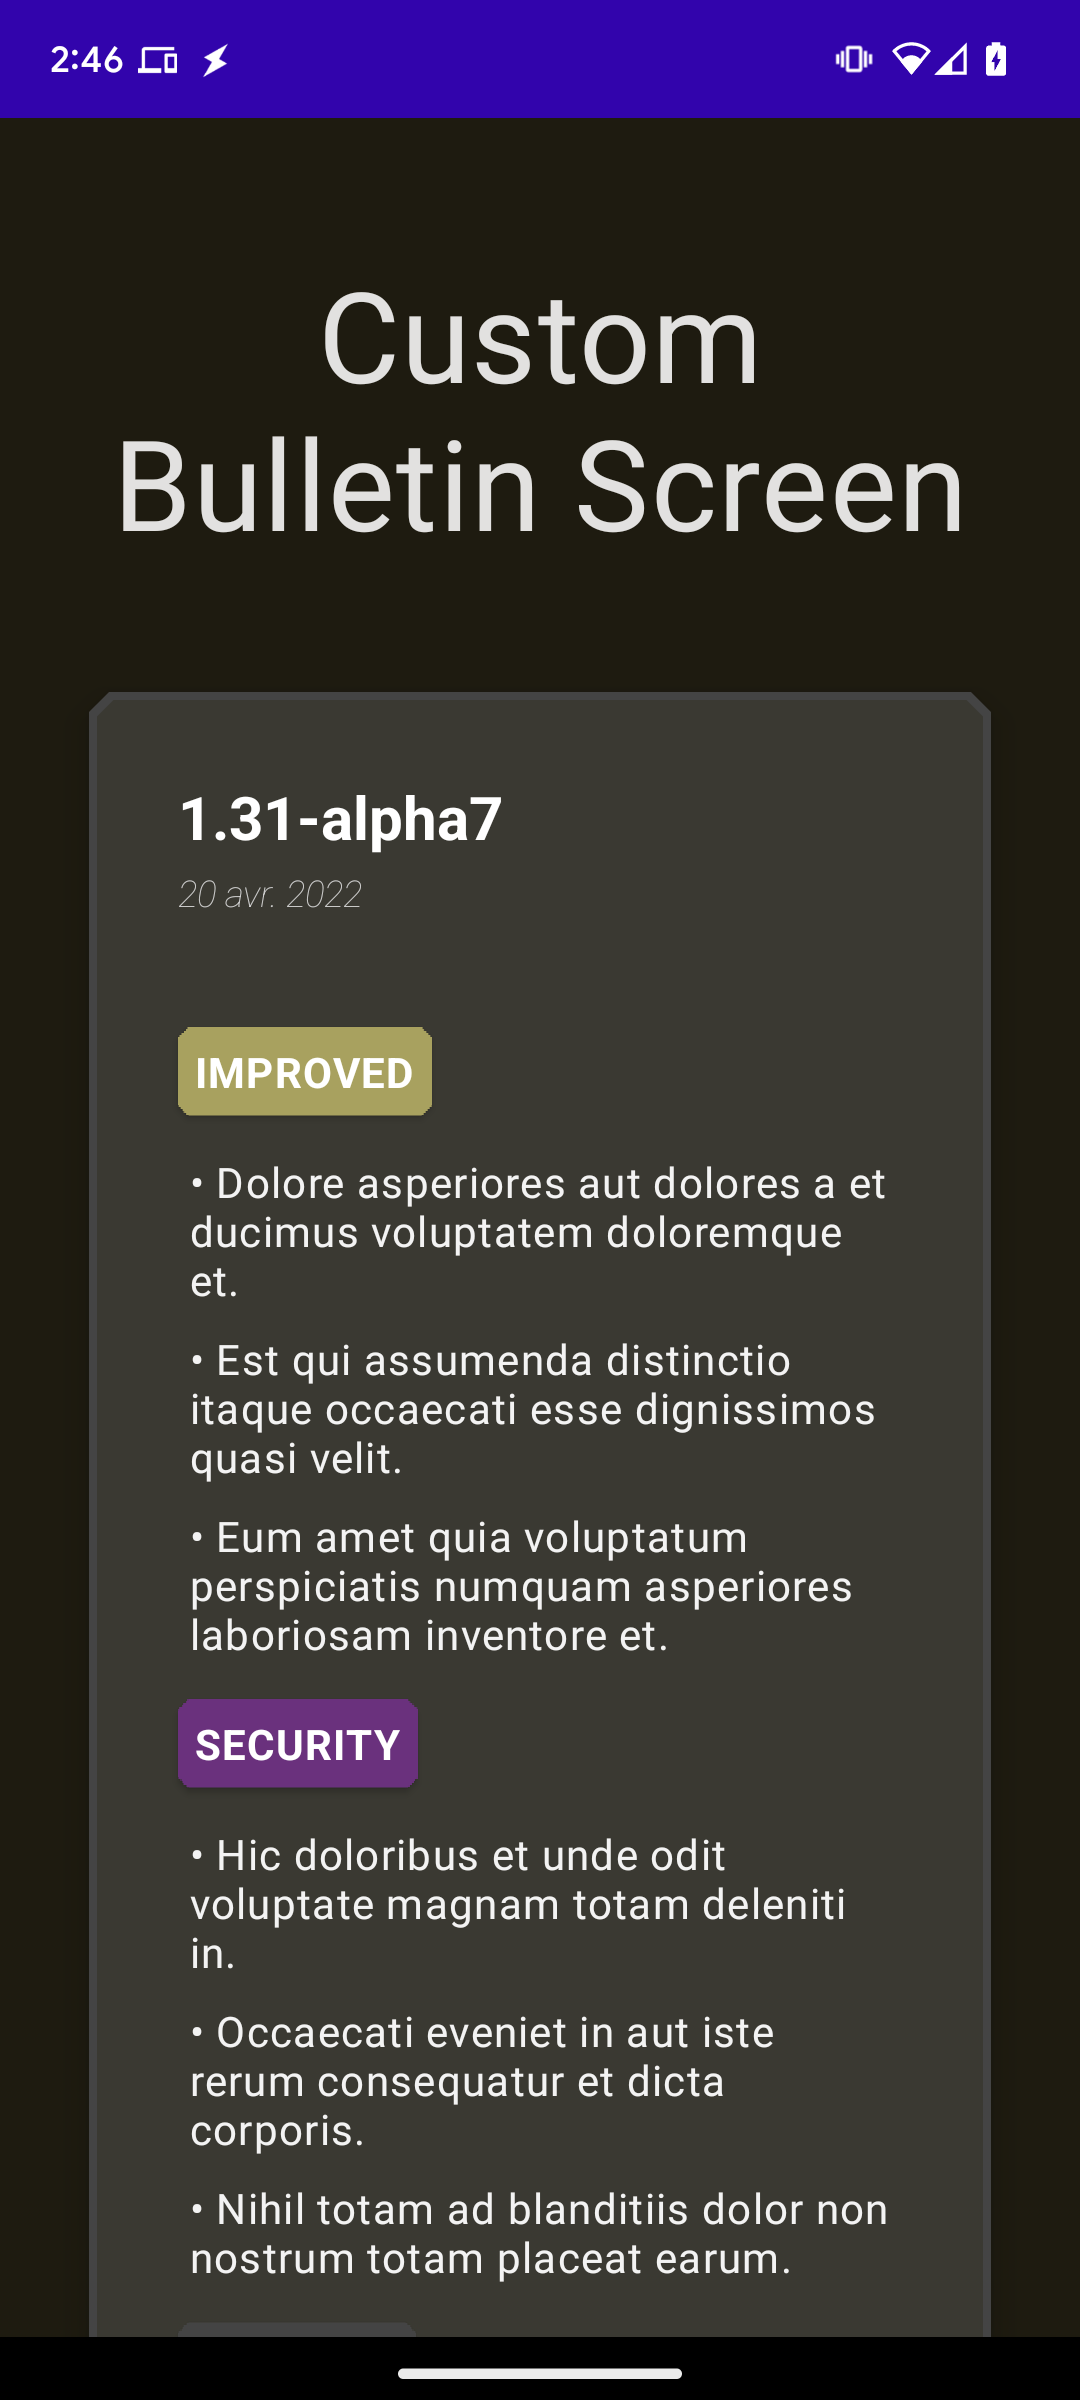 2:46
Custom
Bulletin Screen
1.31-alpha7
20 avr. 2022
IMPROVED
• Dolore asperiores aut dolores a et
ducimus voluptatem doloremque
et.
• Est qui assumenda distinctio
itaque occaecati esse dignissimos
quasi velit.
• Eum amet quia voluptatum
perspiciatis numquam asperiores
laboriosam inventore et.
SECURITY
• Hic doloribus et unde odit
voluptate magnam totam deleniti
in.
• Occaecati eveniet in aut iste
rerum consequatur et dicta
corporis.
• Nihil totam ad blanditiis dolor non
nostrum totam placeat earum.